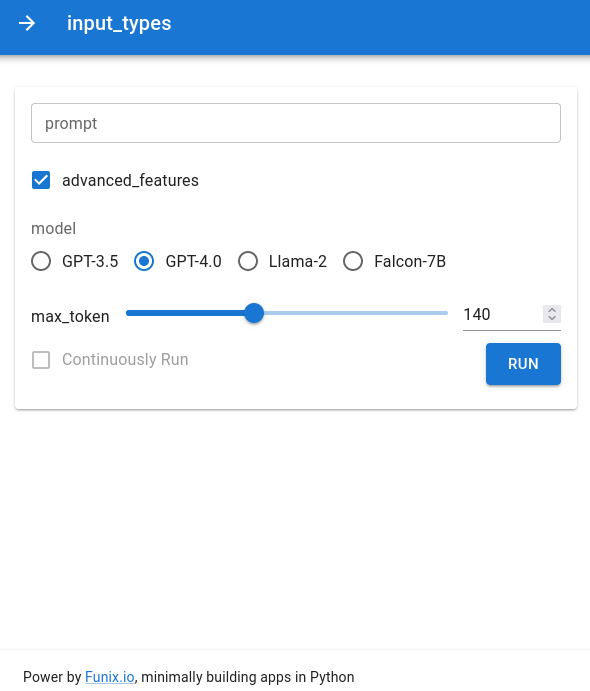 input_types
prompt
advanced_features
model
GPT-3.5 GPT-4.0 Llama-2 Falcon-7B
max_token 140
Continuously Run RUN
Power by Funix.io, minimally building apps in Python